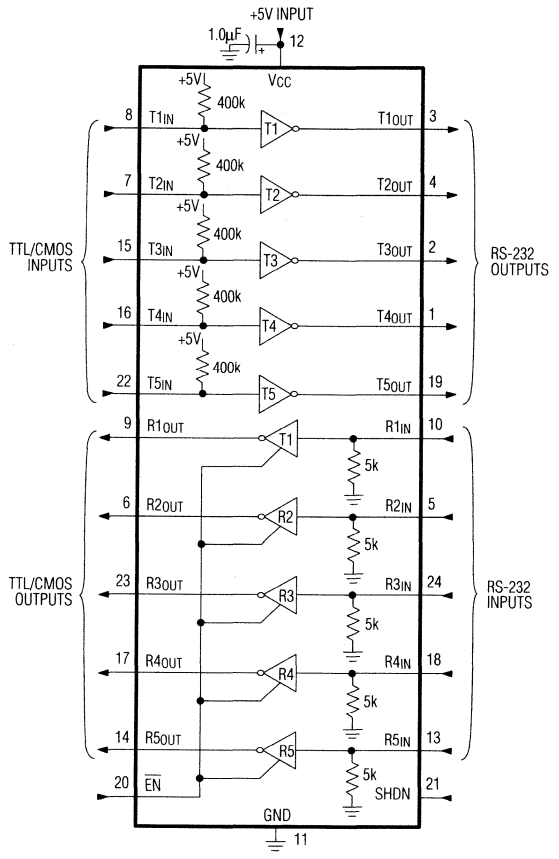 +5V INPUT
1.0µF
+
12
VCC
+5V
400k
8 T1IN T1 T1OUT 3
+5V
400k
7 T2IN T2 T2OUT 4
+5V
400k
TTL/CMOS INPUTS
15 T3IN T3 T3OUT 2
RS-232 OUTPUTS
+5V
400k
16 T4IN T4 T4OUT 1
+5V
400k
22 T5IN T5 T5OUT 19
9 R1OUT T1 R1IN 10
5k
6 R2OUT R2 R2IN 5
5k
TTL/CMOS OUTPUTS
23 R3OUT R3 R3IN 24
RS-232 INPUTS
5k
17 R4OUT R4 R4IN 18
5k
14 R5OUT R5 R5IN 13
5k
20 EN SHDN 21
GND
11